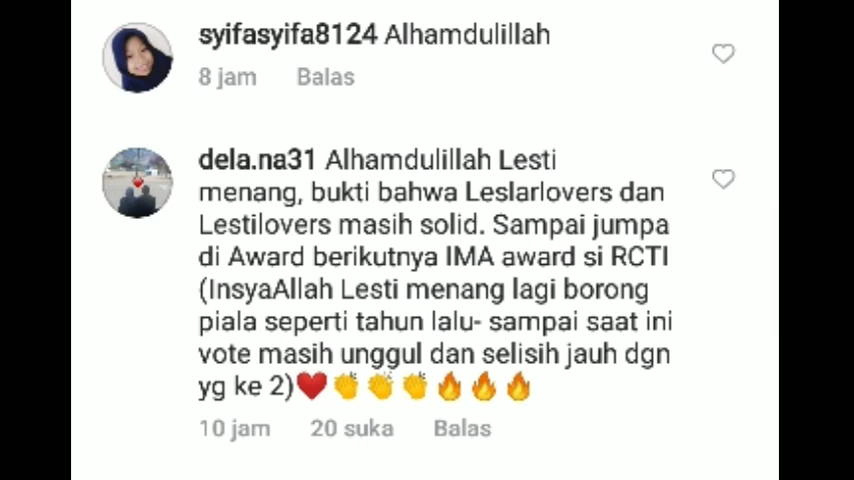 syifasyifa8124 Alhamdulillah
8 jam Balas
dela.na31 Alhamdulillah Lesti
menang, bukti bahwa Leslarlovers dan
Lestilovers masih solid. Sampai jumpa
di Award berikutnya IMA award si RCTI
(InsyaAllah Lesti menang lagi borong
piala seperti tahun lalu- sampai saat ini
vote masih unggul dan selisih jauh dgn
yg ke 2)❤️👏👏👏🔥🔥🔥
10 jam 20 suka Balas